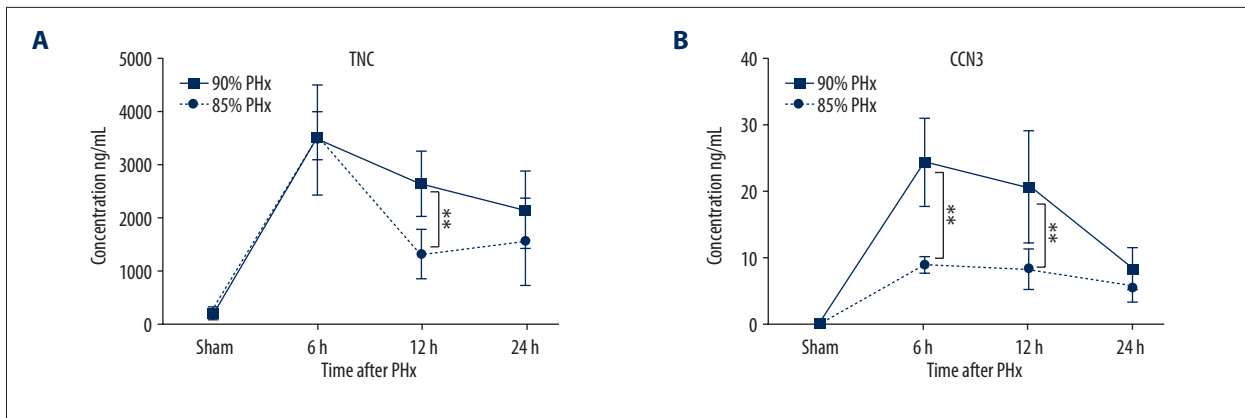 A
TNC
90% PHx
85% PHx
Concentration ng/mL
5000
4000
3000
2000
1000
0
**
Sham
6 h
12 h
24 h
Time after PHx
B
CCN3
90% PHx
85% PHx
Concentration ng/mL
40
30
20
10
0
**
**
Sham
6 h
12 h
24 h
Time after PHx